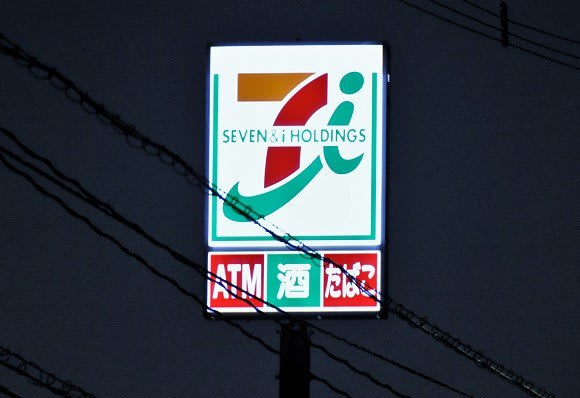 SEVEN & i HOLDINGS
ATM 酒 たばこ